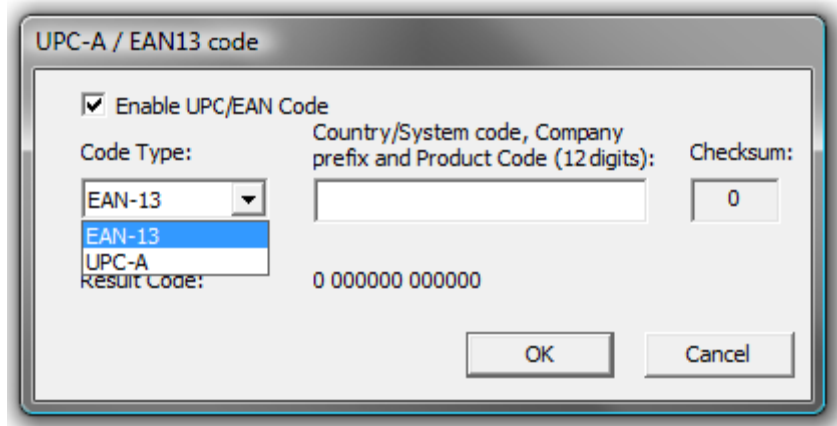 UPC-A / EAN13 code
Enable UPC/EAN Code
Code Type:
Country/System code, Company
prefix and Product Code (12 digits):
Checksum:
EAN-13
0
EAN-13
UPC-A
Result Code:
0 000000 000000
OK
Cancel